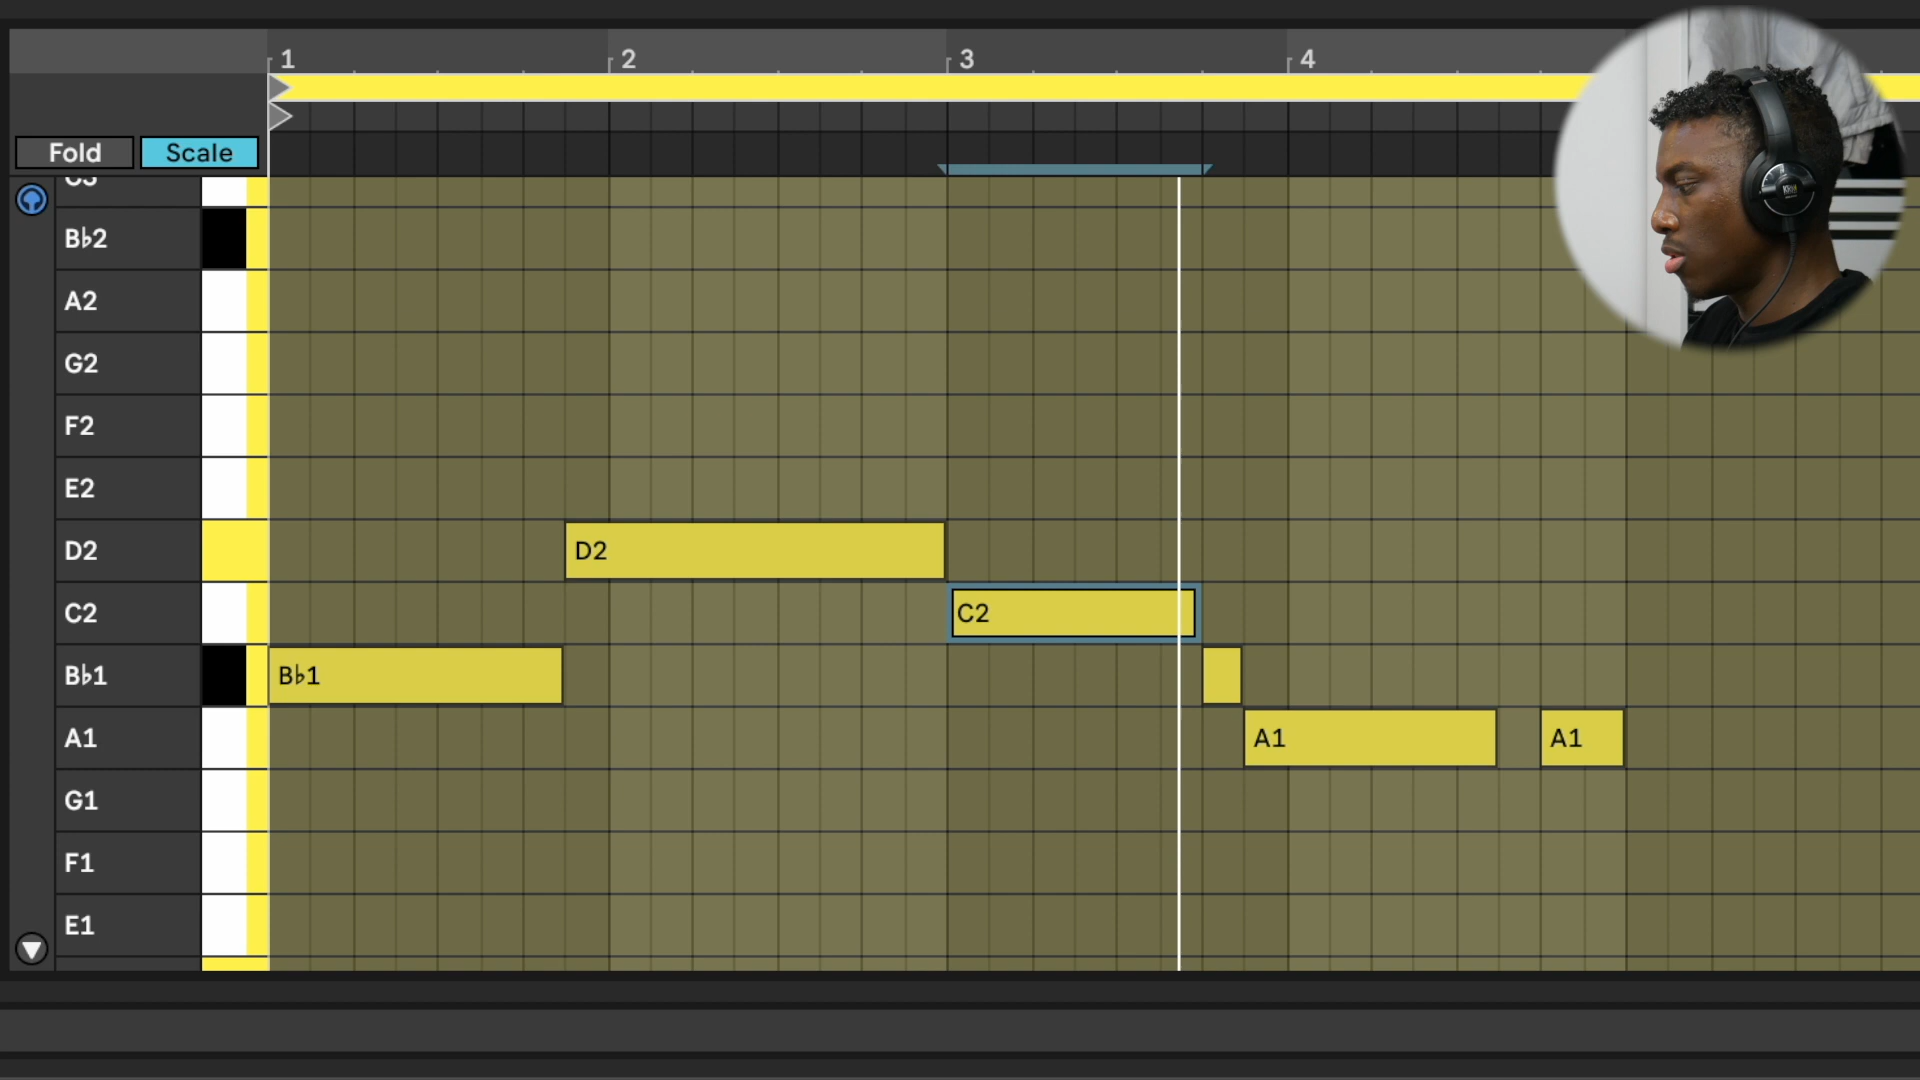 1 2 3 4
Fold Scale
C3
B♭2
A2
G2
F2
E2
D2 D2
C2 C2
B♭1 B♭1
A1 A1 A1
G1
F1
E1